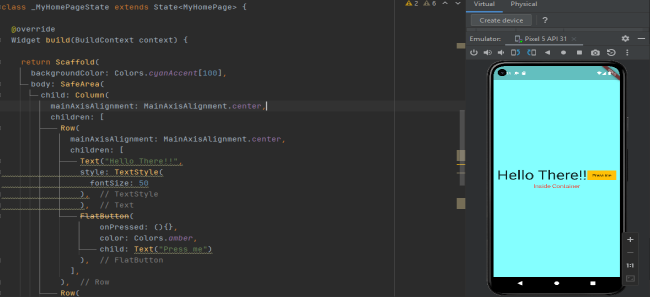 class _MyHomePageState extends State<MyHomePage> {
2 6
@override
Widget build(BuildContext context) {
return Scaffold(
backgroundColor: Colors.cyanAccent[100],
body: SafeArea(
child: Column(
mainAxisAlignment: MainAxisAlignment.center,
children: [
Row(
mainAxisAlignment: MainAxisAlignment.center,
children: [
Text("Hello There!!",
style: TextStyle(
fontSize: 50
), // TextStyle
), // Text
FlatButton(
onPressed: (){},
color: Colors.amber,
child: Text("Press me")
), // FlatButton
],
), // Row
Row(
Virtual Physical
Create device ?
Emulator: Pixel 5 API 31
Hello There!! Press me
Inside Container
1:1